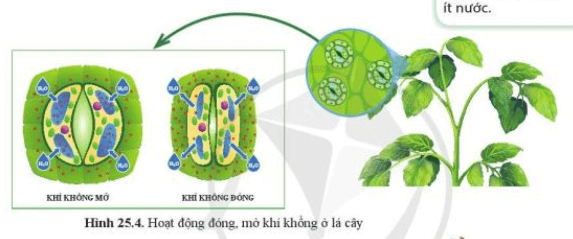 ít nước.
H₂O H₂O H₂O H₂O
H₂O H₂O H₂O H₂O
KHÍ KHỔNG MỞ KHÍ KHỔNG ĐÓNG
Hình 25.4. Hoạt động đóng, mở khí khổng ở lá cây